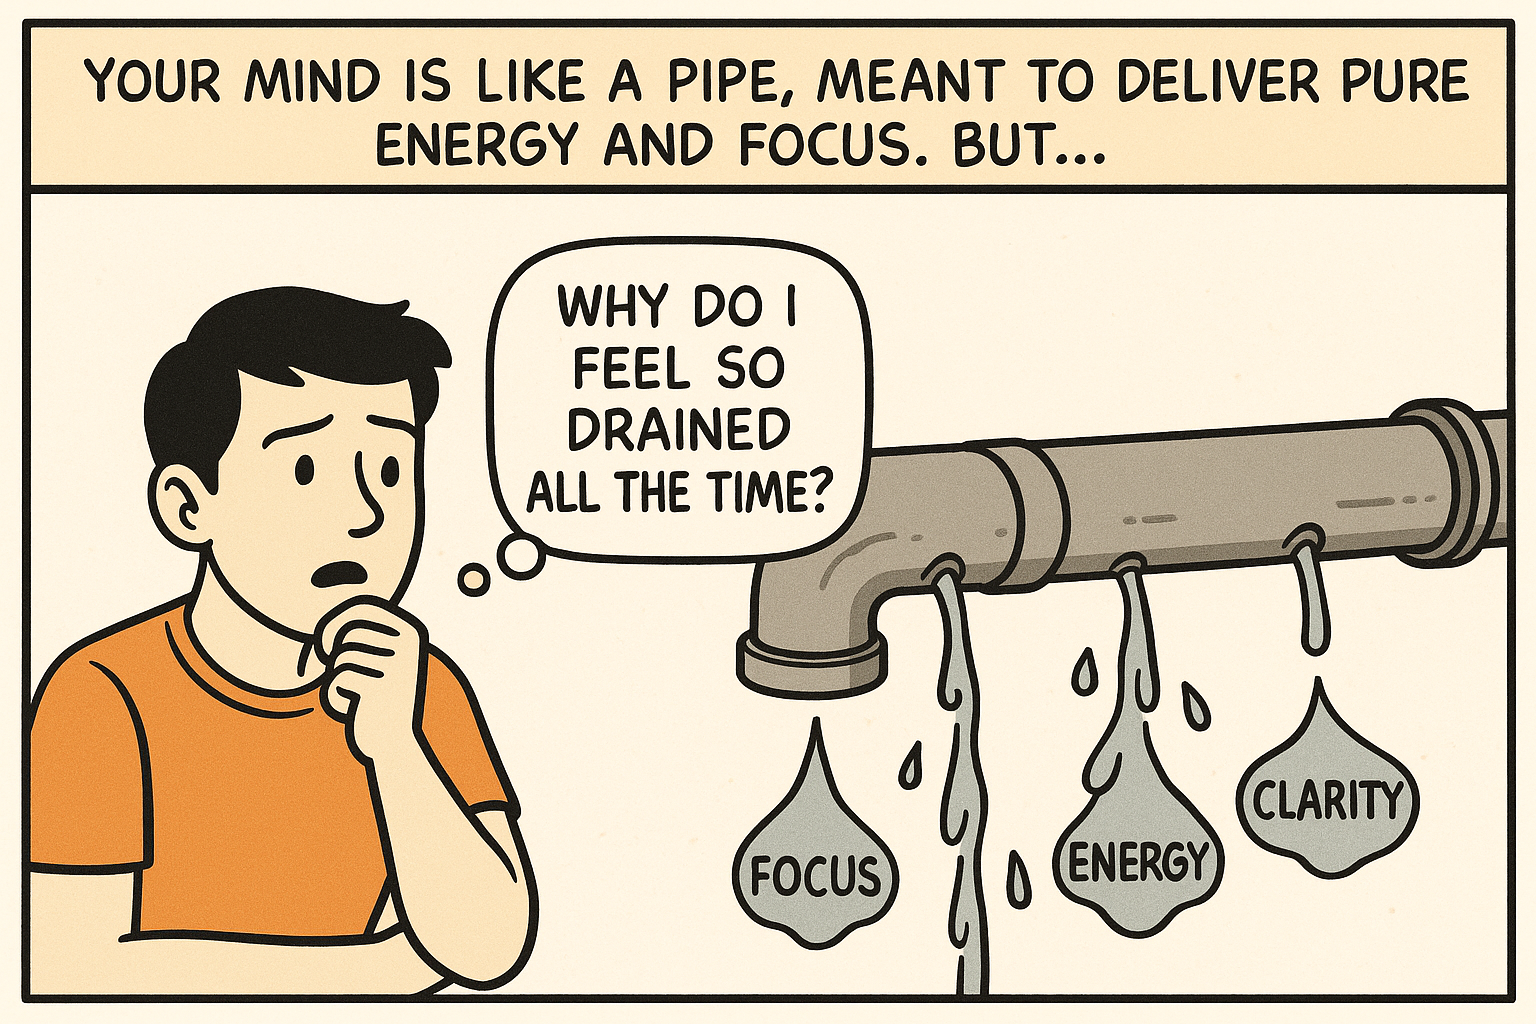 YOUR MIND IS LIKE A PIPE, MEANT TO DELIVER PURE
ENERGY AND FOCUS. BUT...
WHY DO I
FEEL SO
DRAINED
ALL THE TIME?
FOCUS
ENERGY
CLARITY